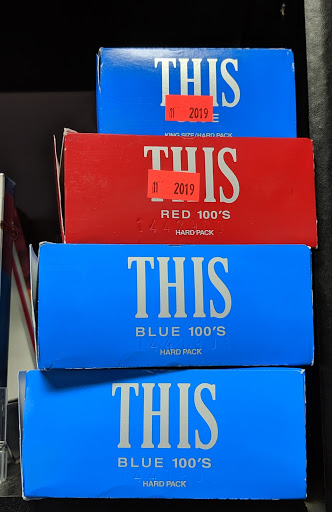 THIS
11 2019
KING SIZE/HARD PACK
THIS
11 2019
RED 100'S
HARD PACK
THIS
BLUE 100'S
HARD PACK
THIS
BLUE 100'S
HARD PACK